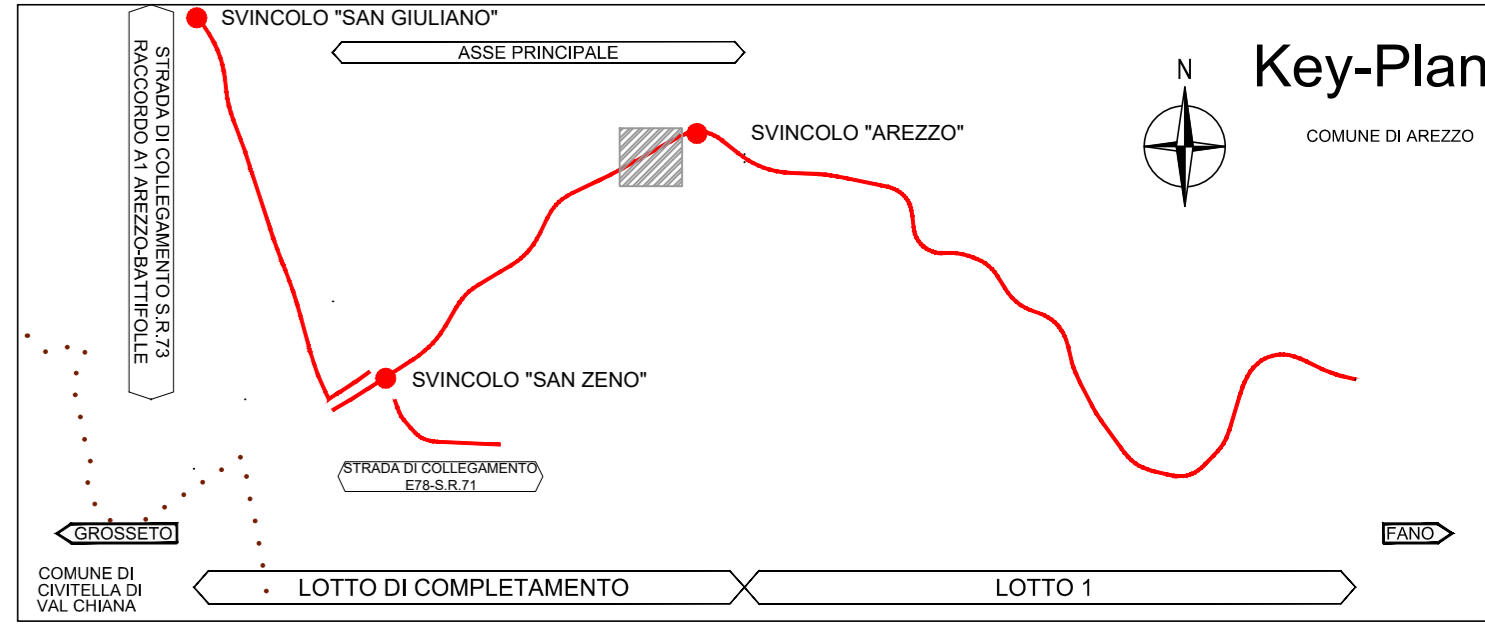 SVINCOLO "SAN GIULIANO"
STRADA DI COLLEGAMENTO S.R.73
RACCORDO A1 AREZZO-BATTIFOLLE
ASSE PRINCIPALE
N
Key-Plan
COMUNE DI AREZZO
SVINCOLO "AREZZO"
SVINCOLO "SAN ZENO"
STRADA DI COLLEGAMENTO
E78-S.R.71
GROSSETO
FANO
COMUNE DI
CIVITELLA DI
VAL CHIANA
LOTTO DI COMPLETAMENTO
LOTTO 1